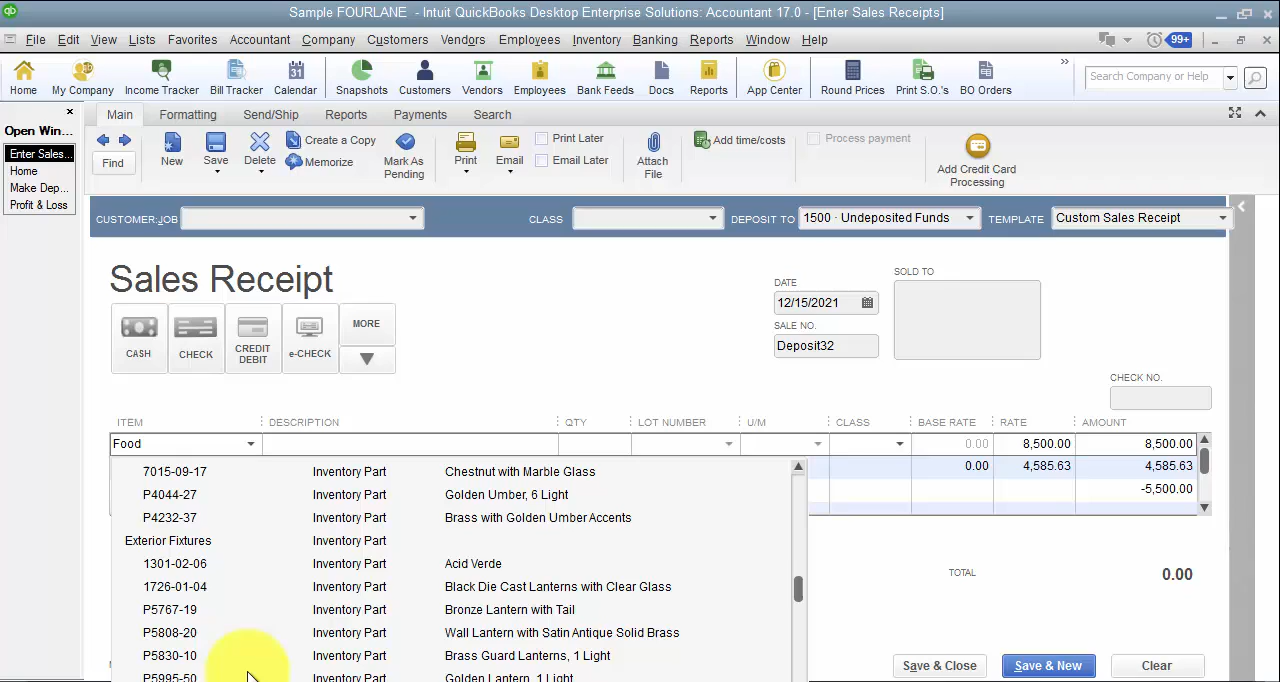 Sample FOURLANE - Intuit QuickBooks Desktop Enterprise Solutions: Accountant 17.0 - [Enter Sales Receipts]
File Edit View Lists Favorites Accountant Company Customers Vendors Employees Inventory Banking Reports Window Help 99+
Home My Company Income Tracker Bill Tracker Calendar Snapshots Customers Vendors Employees Bank Feeds Docs Reports App Center Round Prices Print S.O.'s BO Orders Search Company or Help
Open Win...
Enter Sales...
Home
Make Dep...
Profit & Loss
Main Formatting Send/Ship Reports Payments Search
Find New Save Delete Create a Copy Memorize Mark As Pending Print Email Print Later Email Later Attach File Add time/costs Process payment Add Credit Card Processing
CUSTOMER:JOB CLASS DEPOSIT TO 1500 · Undeposited Funds TEMPLATE Custom Sales Receipt
Sales Receipt
DATE
12/15/2021
SALE NO.
Deposit32
SOLD TO
CASH CHECK CREDIT DEBIT e-CHECK MORE
CHECK NO.
ITEM DESCRIPTION QTY LOT NUMBER U/M CLASS BASE RATE RATE AMOUNT
Food 0.00 8,500.00 8,500.00
0.00 4,585.63 4,585.63
-5,500.00
7015-09-17 Inventory Part Chestnut with Marble Glass
P4044-27 Inventory Part Golden Umber, 6 Light
P4232-37 Inventory Part Brass with Golden Umber Accents
Exterior Fixtures Inventory Part
1301-02-06 Inventory Part Acid Verde
1726-01-04 Inventory Part Black Die Cast Lanterns with Clear Glass
P5767-19 Inventory Part Bronze Lantern with Tail
P5808-20 Inventory Part Wall Lantern with Satin Antique Solid Brass
P5830-10 Inventory Part Brass Guard Lanterns, 1 Light
P5995-50 Inventory Part Golden Lantern, 1 Light
TOTAL 0.00
Save & Close Save & New Clear